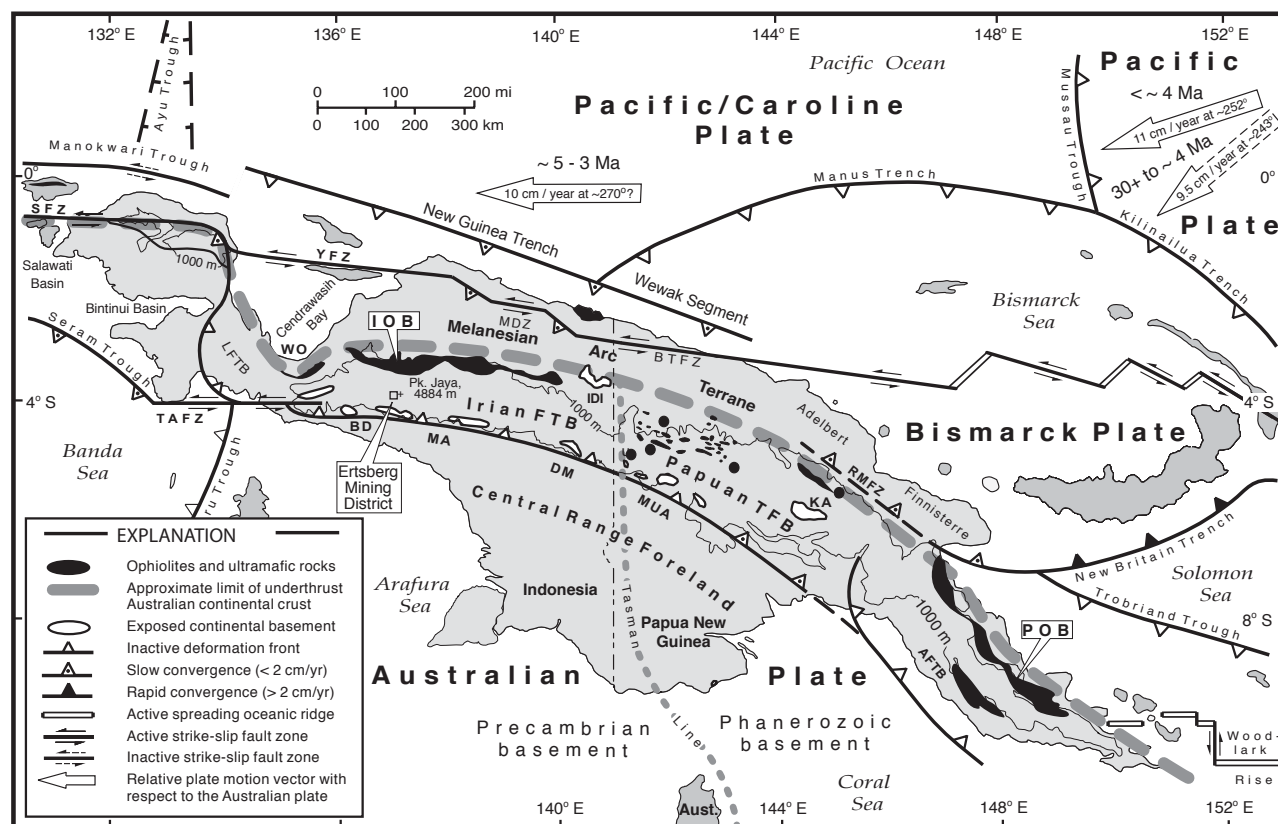 132° E
136° E
140° E
144° E
148° E
152° E
Ayu Trough
Pacific Ocean
Pacific
< ~ 4 Ma
11 cm / year at ~252°
30+ to ~ 4 Ma
9.5 cm / year at ~243°
Plate
0
100
200 mi
0
100
200
300 km
Pacific/Caroline
Plate
Mussau Trough
Manokwari Trough
0°
0°
~ 5 - 3 Ma
10 cm / year at ~270°?
Manus Trench
Kilinailua Trench
New Guinea Trench
Wewak Segment
SFZ
1000 m
YFZ
Salawati
Basin
Bintinui Basin
Cendrawasih
Bay
WO
IOB
MDZ
Melanesian
Arc
Terrane
BTFZ
Bismarck
Sea
Seram Trough
LFTB
Pk. Jaya,
4884 m
IDI
1000 m
4° S
4° S
TAFZ
BD
MA
Irian FTB
DM
Adelbert
Bismarck Plate
Banda
Sea
Ertsberg
Mining
District
MUA
Papuan TFB
KA
RMFZ
Finnisterre
Central Range Foreland
ru Trough
New Britain Trench
Solomon
Sea
Trobriand Trough
8° S
Arafura
Sea
Indonesia
Tasman
Line
Papua New
Guinea
1000 m
POB
AFTB
Australian
Plate
Precambrian
basement
Phanerozoic
basement
Coral
Sea
Wood-
lark
Rise
Aust.
EXPLANATION
Ophiolites and ultramafic rocks
Approximate limit of underthrust
Australian continental crust
Exposed continental basement
Inactive deformation front
Slow convergence (< 2 cm/yr)
Rapid convergence (> 2 cm/yr)
Active spreading oceanic ridge
Active strike-slip fault zone
Inactive strike-slip fault zone
Relative plate motion vector with
respect to the Australian plate
140° E
144° E
148° E
152° E